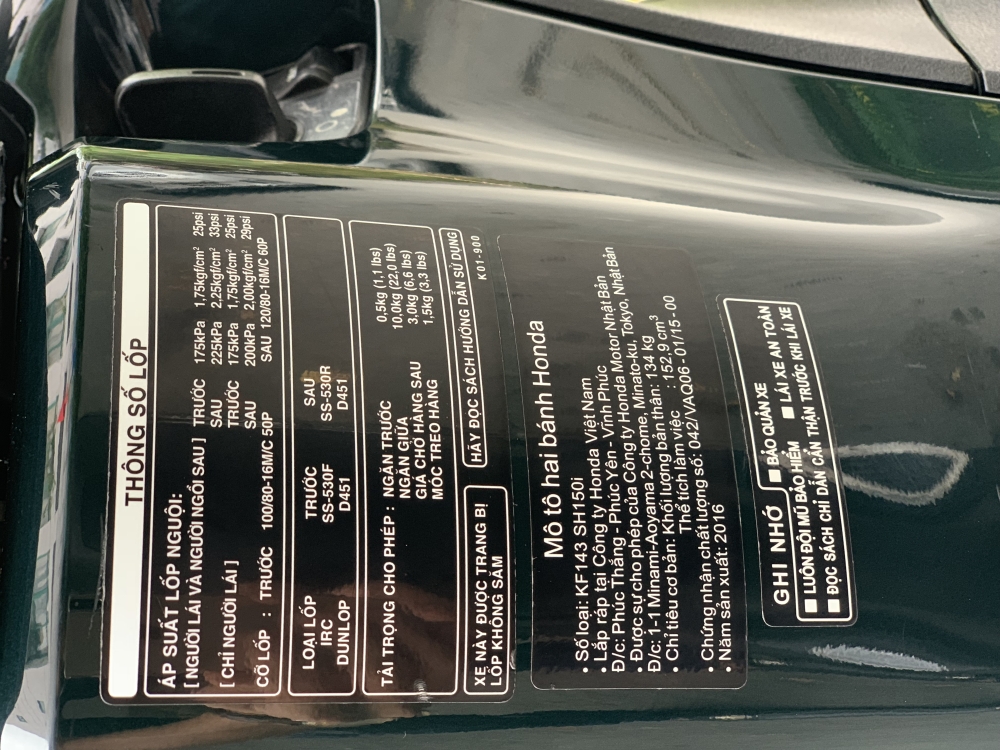 THÔNG SỐ LỐP
ÁP SUẤT LỐP NGUỘI:
[ NGƯỜI LÁI VÀ NGƯỜI NGỒI SAU ] TRƯỚC 175kPa 1,75kgf/cm² 25psi
SAU 225kPa 2,25kgf/cm² 33psi
[ CHỈ NGƯỜI LÁI ] TRƯỚC 175kPa 1,75kgf/cm² 25psi
SAU 200kPa 2,00kgf/cm² 29psi
CỠ LỐP : TRƯỚC 100/80-16M/C 50P SAU 120/80-16M/C 60P
LOẠI LỐP TRƯỚC SAU
IRC SS-530F SS-530R
DUNLOP D451 D451
TẢI TRỌNG CHO PHÉP : NGĂN TRƯỚC 0,5kg (1,1 lbs)
NGĂN GIỮA 10,0kg (22,0 lbs)
GIÁ CHỞ HÀNG SAU 3,0kg (6,6 lbs)
MÓC TREO HÀNG 1,5kg (3,3 lbs)
XE NÀY ĐƯỢC TRANG BỊ
LỐP KHÔNG SĂM
HÃY ĐỌC SÁCH HƯỚNG DẪN SỬ DỤNG
K01-900
Mô tô hai bánh Honda
• Số loại: KF143 SH150i
• Lắp ráp tại Công ty Honda Việt Nam
Đ/c: Phúc Thắng - Phúc Yên - Vĩnh Phúc
• Được sự cho phép của Công ty Honda Motor Nhật Bản
Đ/c: 1-1 Minami-Aoyama 2-chome, Minato-ku, Tokyo, Nhật Bản
• Chỉ tiêu cơ bản: Khối lượng bản thân: 134 kg
Thể tích làm việc : 152,9 cm³
• Chứng nhận chất lượng số: 042/VAQ06 - 01/15 - 00
• Năm sản xuất: 2016
GHI NHỚ ■ BẢO QUẢN XE
■ LUÔN ĐỘI MŨ BẢO HIỂM ■ LÁI XE AN TOÀN
■ ĐỌC SÁCH CHỈ DẪN CẨN THẬN TRƯỚC KHI LÁI XE